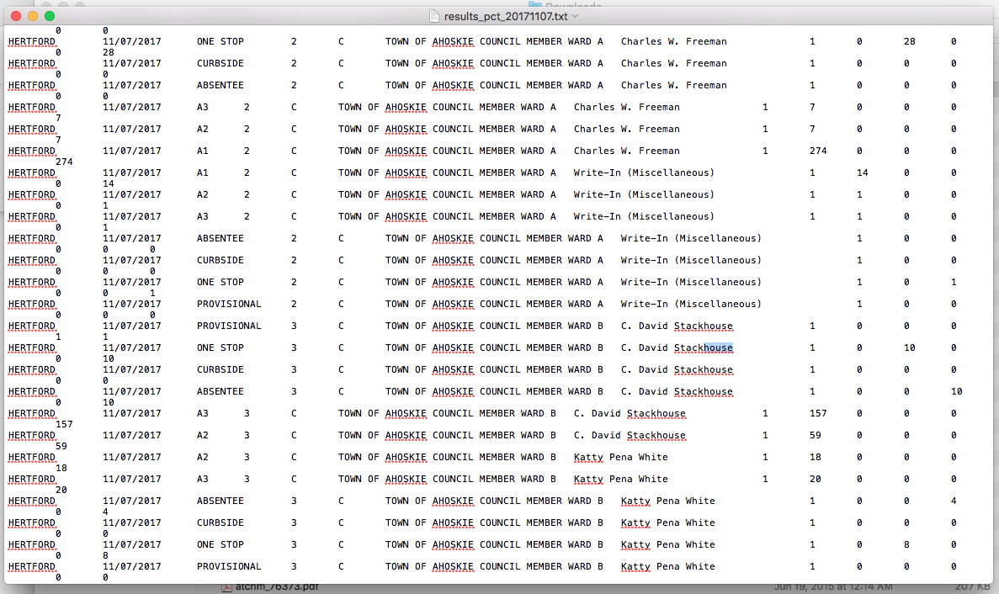 Downloads
results_pct_20171107.txt
0 0
HERTFORD 11/07/2017 ONE STOP 2 C TOWN OF AHOSKIE COUNCIL MEMBER WARD A Charles W. Freeman 1 0 28 0
0 28
HERTFORD 11/07/2017 CURBSIDE 2 C TOWN OF AHOSKIE COUNCIL MEMBER WARD A Charles W. Freeman 1 0 0 0
0 0
HERTFORD 11/07/2017 ABSENTEE 2 C TOWN OF AHOSKIE COUNCIL MEMBER WARD A Charles W. Freeman 1 0 0 0
0 0
HERTFORD 11/07/2017 A3 2 C TOWN OF AHOSKIE COUNCIL MEMBER WARD A Charles W. Freeman 1 7 0 0 0
7
HERTFORD 11/07/2017 A2 2 C TOWN OF AHOSKIE COUNCIL MEMBER WARD A Charles W. Freeman 1 7 0 0 0
7
HERTFORD 11/07/2017 A1 2 C TOWN OF AHOSKIE COUNCIL MEMBER WARD A Charles W. Freeman 1 274 0 0 0
274
HERTFORD 11/07/2017 A1 2 C TOWN OF AHOSKIE COUNCIL MEMBER WARD A Write-In (Miscellaneous) 1 14 0 0
0 14
HERTFORD 11/07/2017 A2 2 C TOWN OF AHOSKIE COUNCIL MEMBER WARD A Write-In (Miscellaneous) 1 1 0 0
0 1
HERTFORD 11/07/2017 A3 2 C TOWN OF AHOSKIE COUNCIL MEMBER WARD A Write-In (Miscellaneous) 1 1 0 0
0 1
HERTFORD 11/07/2017 ABSENTEE 2 C TOWN OF AHOSKIE COUNCIL MEMBER WARD A Write-In (Miscellaneous) 1 0 0
0 0 0
HERTFORD 11/07/2017 CURBSIDE 2 C TOWN OF AHOSKIE COUNCIL MEMBER WARD A Write-In (Miscellaneous) 1 0 0
0 0 0
HERTFORD 11/07/2017 ONE STOP 2 C TOWN OF AHOSKIE COUNCIL MEMBER WARD A Write-In (Miscellaneous) 1 0 1
0 0 1
HERTFORD 11/07/2017 PROVISIONAL 2 C TOWN OF AHOSKIE COUNCIL MEMBER WARD A Write-In (Miscellaneous) 1 0 0
0 0 0
HERTFORD 11/07/2017 PROVISIONAL 3 C TOWN OF AHOSKIE COUNCIL MEMBER WARD B C. David Stackhouse 1 0 0 0
1 1
HERTFORD 11/07/2017 ONE STOP 3 C TOWN OF AHOSKIE COUNCIL MEMBER WARD B C. David Stackhouse 1 0 10 0
0 10
HERTFORD 11/07/2017 CURBSIDE 3 C TOWN OF AHOSKIE COUNCIL MEMBER WARD B C. David Stackhouse 1 0 0 0
0 0
HERTFORD 11/07/2017 ABSENTEE 3 C TOWN OF AHOSKIE COUNCIL MEMBER WARD B C. David Stackhouse 1 0 0 10
0 10
HERTFORD 11/07/2017 A3 3 C TOWN OF AHOSKIE COUNCIL MEMBER WARD B C. David Stackhouse 1 157 0 0 0
157
HERTFORD 11/07/2017 A2 3 C TOWN OF AHOSKIE COUNCIL MEMBER WARD B C. David Stackhouse 1 59 0 0 0
59
HERTFORD 11/07/2017 A2 3 C TOWN OF AHOSKIE COUNCIL MEMBER WARD B Katty Pena White 1 18 0 0 0
18
HERTFORD 11/07/2017 A3 3 C TOWN OF AHOSKIE COUNCIL MEMBER WARD B Katty Pena White 1 20 0 0 0
20
HERTFORD 11/07/2017 ABSENTEE 3 C TOWN OF AHOSKIE COUNCIL MEMBER WARD B Katty Pena White 1 0 0 4
0 4
HERTFORD 11/07/2017 CURBSIDE 3 C TOWN OF AHOSKIE COUNCIL MEMBER WARD B Katty Pena White 1 0 0 0
0 0
HERTFORD 11/07/2017 ONE STOP 3 C TOWN OF AHOSKIE COUNCIL MEMBER WARD B Katty Pena White 1 0 8 0
0 8
HERTFORD 11/07/2017 PROVISIONAL 3 C TOWN OF AHOSKIE COUNCIL MEMBER WARD B Katty Pena White 1 0 0 0
0 0
atchm_76373.pdf Jun 19, 2015 at 12:14 AM 207 KB